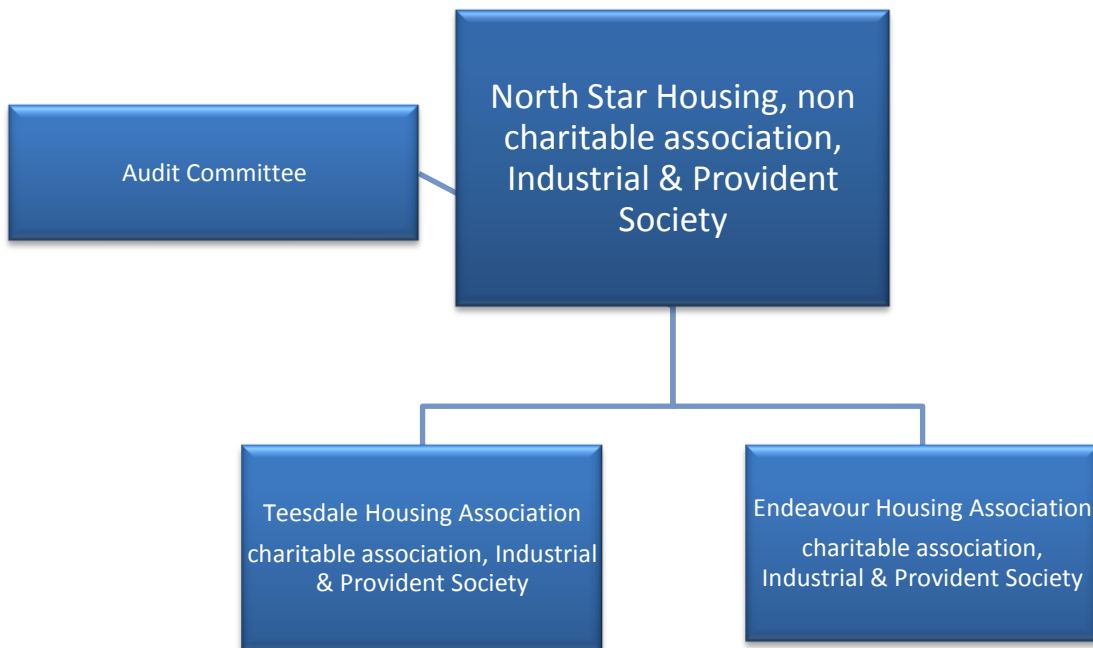 Audit Committee
North Star Housing, non
charitable association,
Industrial & Provident
Society
Teesdale Housing Association
charitable association, Industrial
& Provident Society
Endeavour Housing Association
charitable association,
Industrial & Provident Society